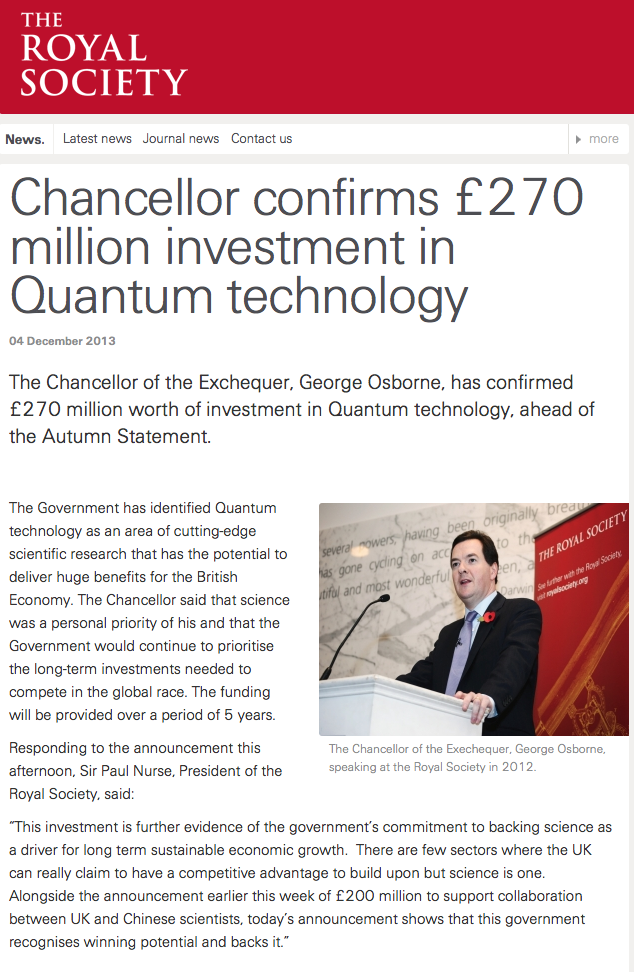 THE
ROYAL
SOCIETY
News. Latest news Journal news Contact us more
Chancellor confirms £270
million investment in
Quantum technology
04 December 2013
The Chancellor of the Exchequer, George Osborne, has confirmed
£270 million worth of investment in Quantum technology, ahead of
the Autumn Statement.
The Government has identified Quantum
technology as an area of cutting-edge
scientific research that has the potential to
deliver huge benefits for the British
Economy. The Chancellor said that science
was a personal priority of his and that the
Government would continue to prioritise
the long-term investments needed to
compete in the global race. The funding
will be provided over a period of 5 years.
several powers, having been originally breat
has gone cycling on acc to the
utiful and most wonderful een, a
Darwin
THE ROYAL SOCIETY
See further with the Royal Society.
visit royalsociety.org
The Chancellor of the Exechequer, George Osborne,
speaking at the Royal Society in 2012.
Responding to the announcement this
afternoon, Sir Paul Nurse, President of the
Royal Society, said:
“This investment is further evidence of the government’s commitment to backing science as
a driver for long term sustainable economic growth.  There are few sectors where the UK
can really claim to have a competitive advantage to build upon but science is one.
Alongside the announcement earlier this week of £200 million to support collaboration
between UK and Chinese scientists, today’s announcement shows that this government
recognises winning potential and backs it.”